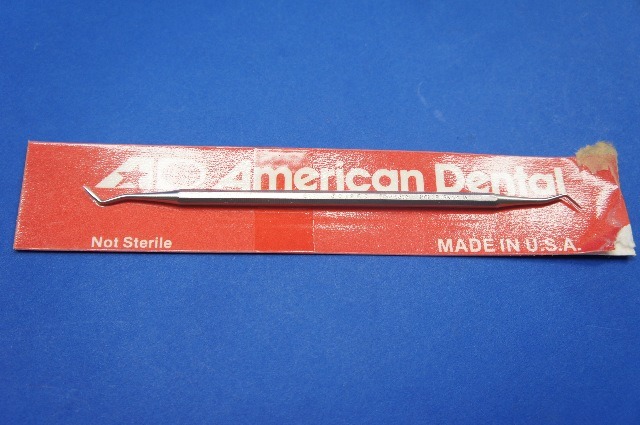 AD American Dental
Not Sterile
MADE IN U.S.A.